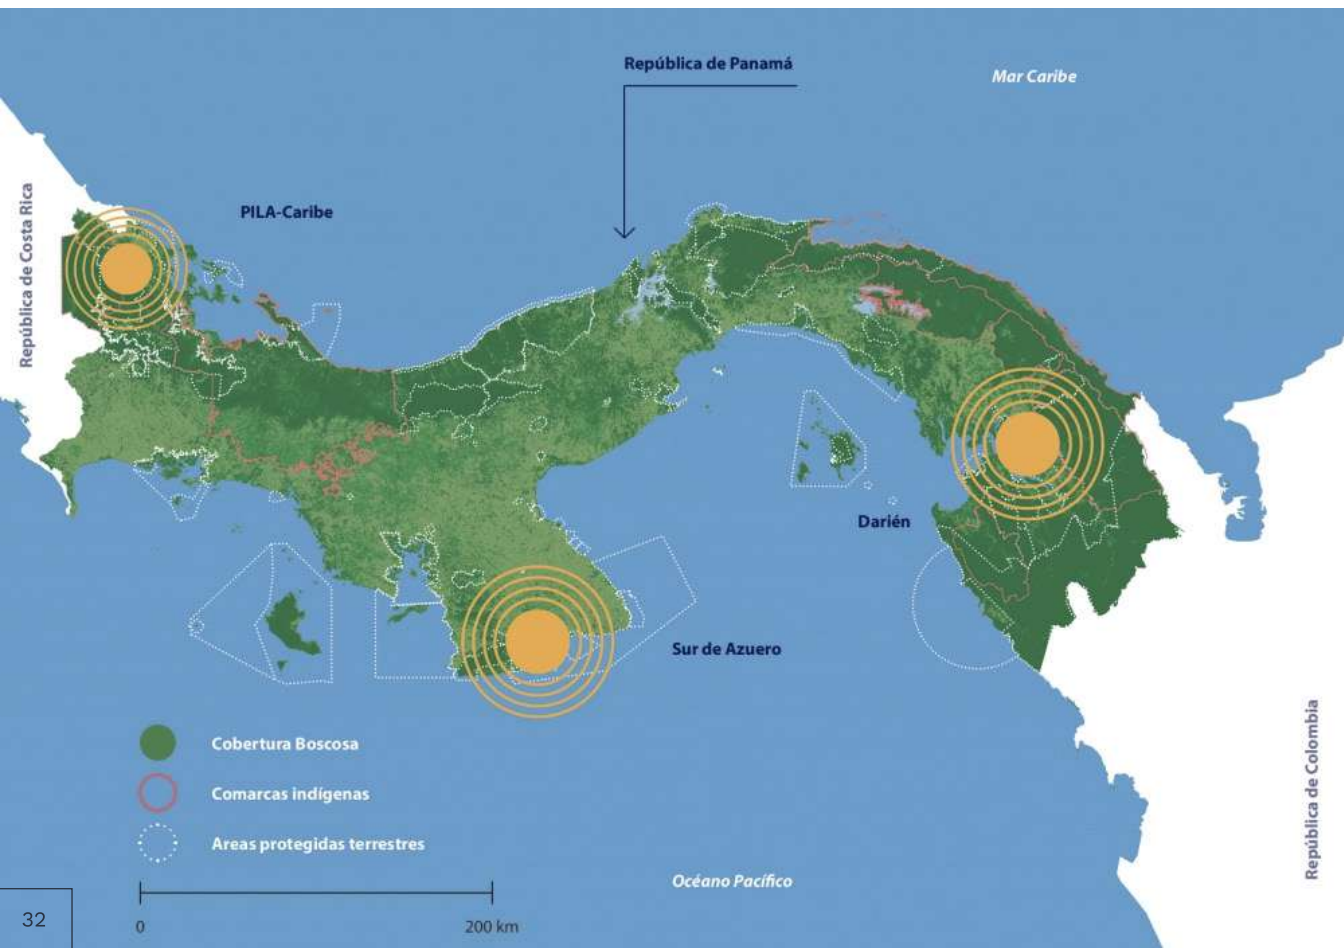 República de Panamá
Mar Caribe
República de Costa Rica
PILA-Caribe
Darién
Sur de Azuero
Cobertura Boscosa
Comarcas indígenas
Areas protegidas terrestres
República de Colombia
Océano Pacífico
0
200 km
32